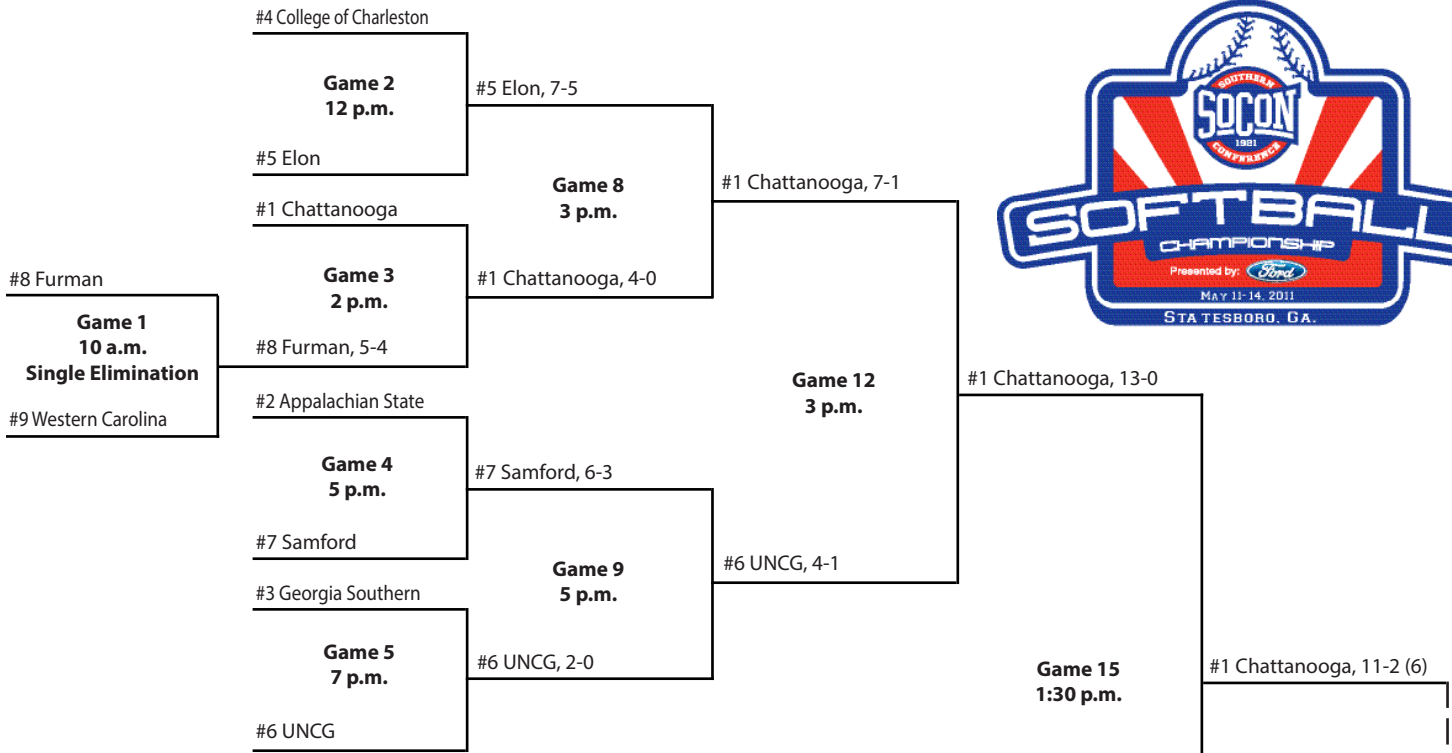 #4 College of Charleston
Game 2
12 p.m.
#5 Elon, 7-5
#5 Elon
Game 8
3 p.m.
#1 Chattanooga, 7-1
#1 Chattanooga
#8 Furman
Game 3
2 p.m.
#1 Chattanooga, 4-0
Game 1
10 a.m.
Single Elimination
#8 Furman, 5-4
#9 Western Carolina
Game 12
3 p.m.
#1 Chattanooga, 13-0
#2 Appalachian State
Game 4
5 p.m.
#7 Samford, 6-3
#7 Samford
Game 9
5 p.m.
#6 UNCG, 4-1
#3 Georgia Southern
Game 5
7 p.m.
#6 UNCG, 2-0
#6 UNCG
Game 15
1:30 p.m.
#1 Chattanooga, 11-2 (6)
SOUTHERN
SOCON
1921
CONFERENCE
SOFTBALL
CHAMPIONSHIP
Presented by: Ford
MAY 11-14, 2011
STATESBORO, GA.